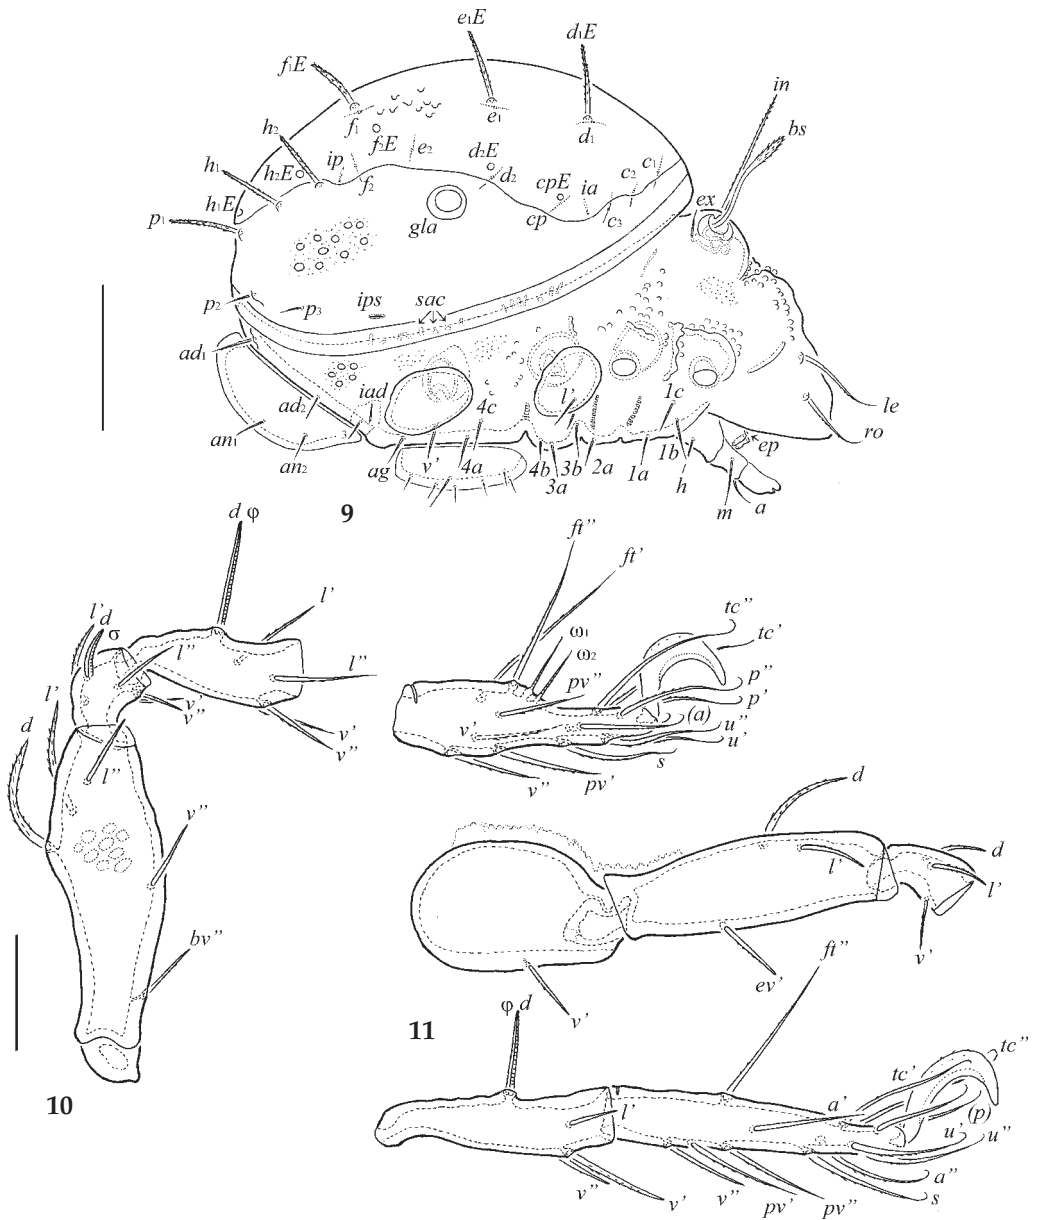 e₁E
d₁E
f₁E
in
bs
h₂
f₁
f₂E
e₂
e₁
d₁
d₂E
d₂
ip
f₂
h₂E
h₁
h₁E
p₁
cpE
ia
c₂
c₁
cp
c₃
ex
gla
p₂
p₃
ips
sac
ad₁
ad₂
iad
4c
l’
1c
le
ro
an₁
an₂
3
ag
v’
4a
4b
3a
3b
2a
1a
1b
h
ep
m
a
9
d φ
l’
l’
d
σ
l”
l”
v’
v”
v’
v”
l’
d
l”
v”
bv”
10
ft”
ft’
ω₁
ω₂
tc”
tc’
pv”
p”
p’
(a)
u”
u’
v’
s
v”
pv’
d
l’
d
l’
v’
ev’
v’
11
ft”
φ d
tc”
tc’
a’
(p)
l’
u’
u”
v”
v’
v”
pv’
pv”
a”
s